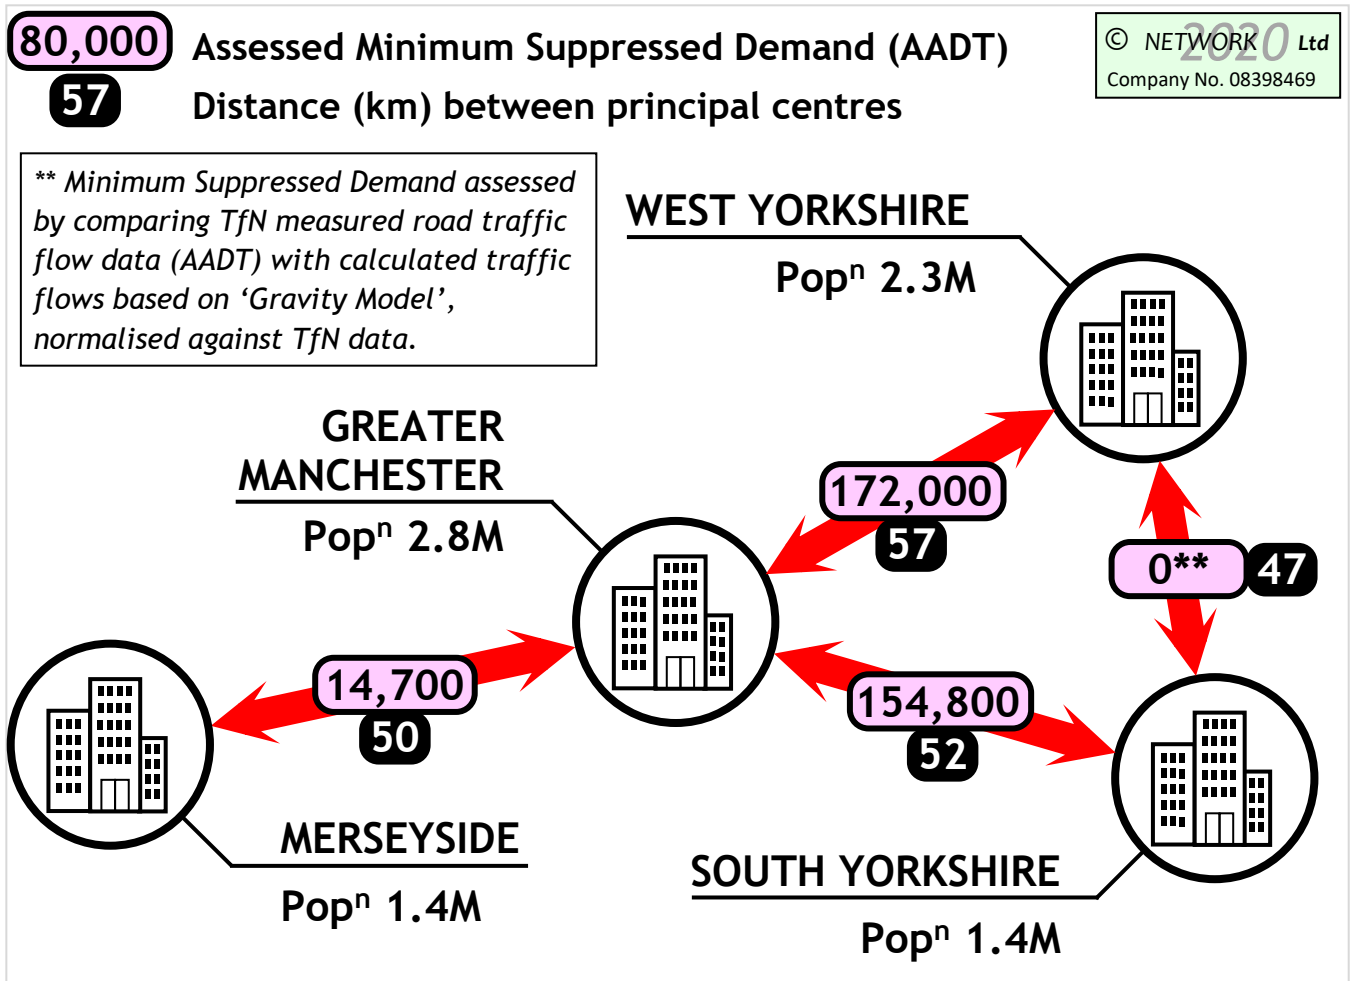 80,000 Assessed Minimum Suppressed Demand (AADT)
57 Distance (km) between principal centres
© NETWORK 2020 Ltd
Company No. 08398469
** Minimum Suppressed Demand assessed
by comparing TfN measured road traffic
flow data (AADT) with calculated traffic
flows based on ‘Gravity Model’,
normalised against TfN data.
WEST YORKSHIRE
Popⁿ 2.3M
GREATER
MANCHESTER
Popⁿ 2.8M
172,000
57
0** 47
14,700
50
154,800
52
MERSEYSIDE
Popⁿ 1.4M
SOUTH YORKSHIRE
Popⁿ 1.4M